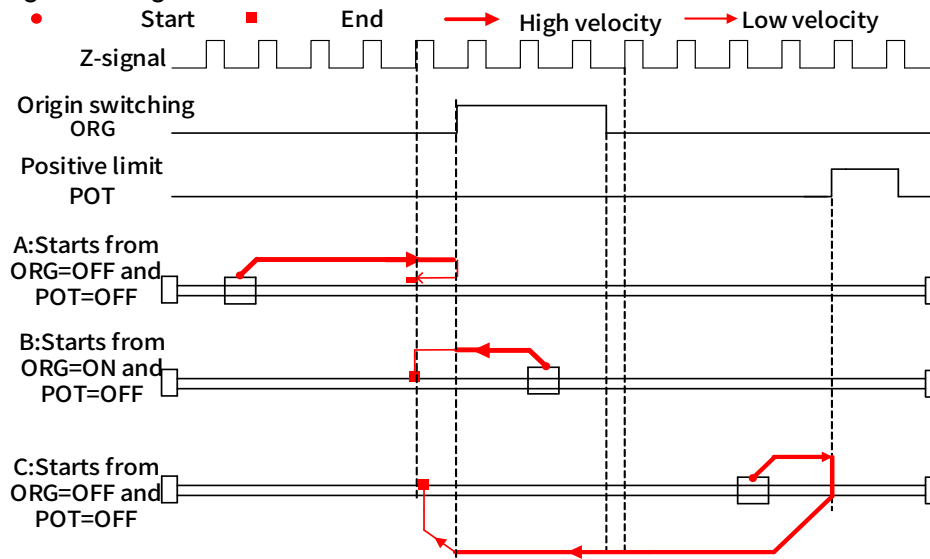 Start End High velocity Low velocity
Z-signal
Origin switching
ORG
Positive limit
POT
A:Starts from
ORG=OFF and
POT=OFF
B:Starts from
ORG=ON and
POT=OFF
C:Starts from
ORG=OFF and
POT=OFF